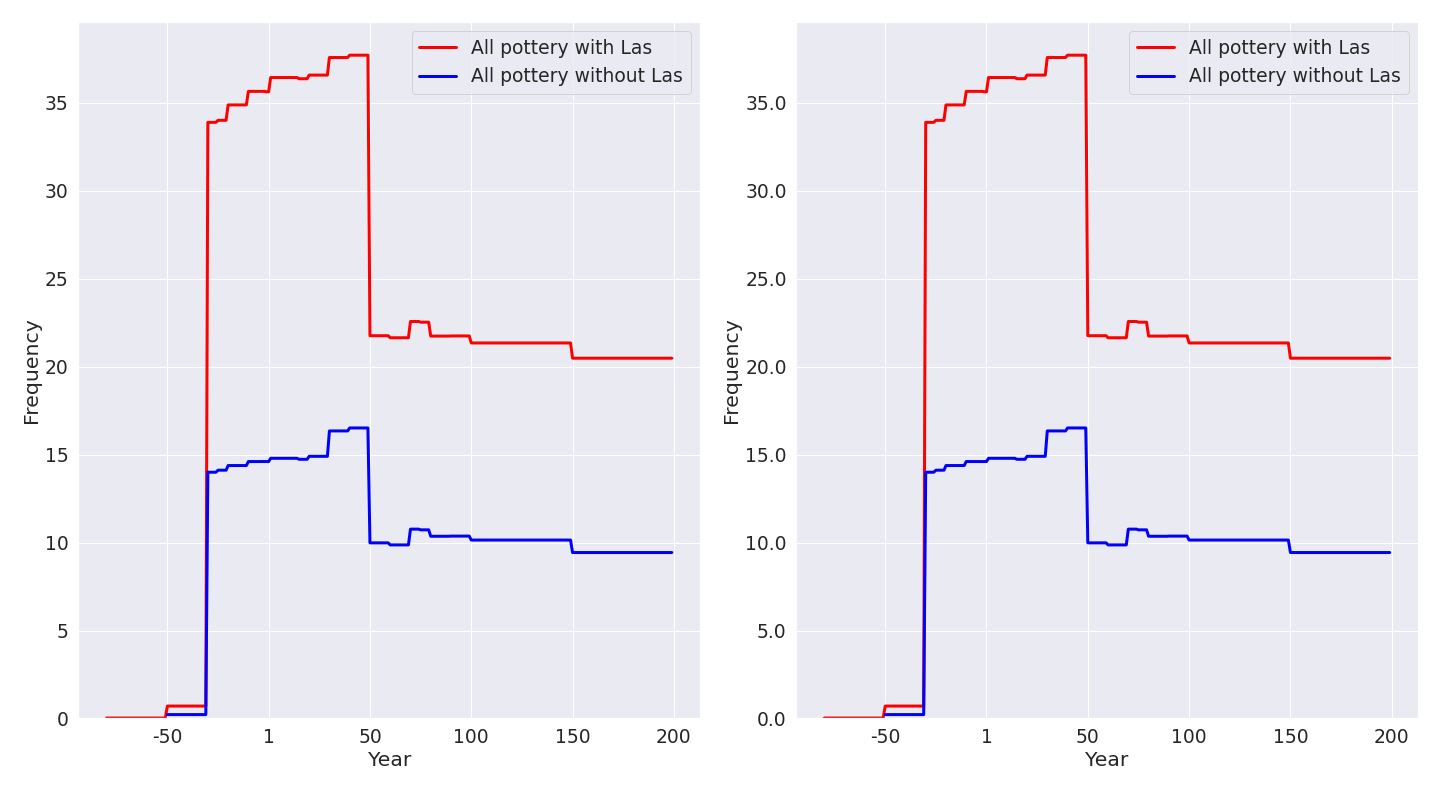 All pottery with Las
All pottery without Las
35
30
25
20
15
10
5
0
Frequency
-50 1 50 100 150 200
Year
All pottery with Las
All pottery without Las
35.0
30.0
25.0
20.0
15.0
10.0
5.0
0.0
Frequency
-50 1 50 100 150 200
Year